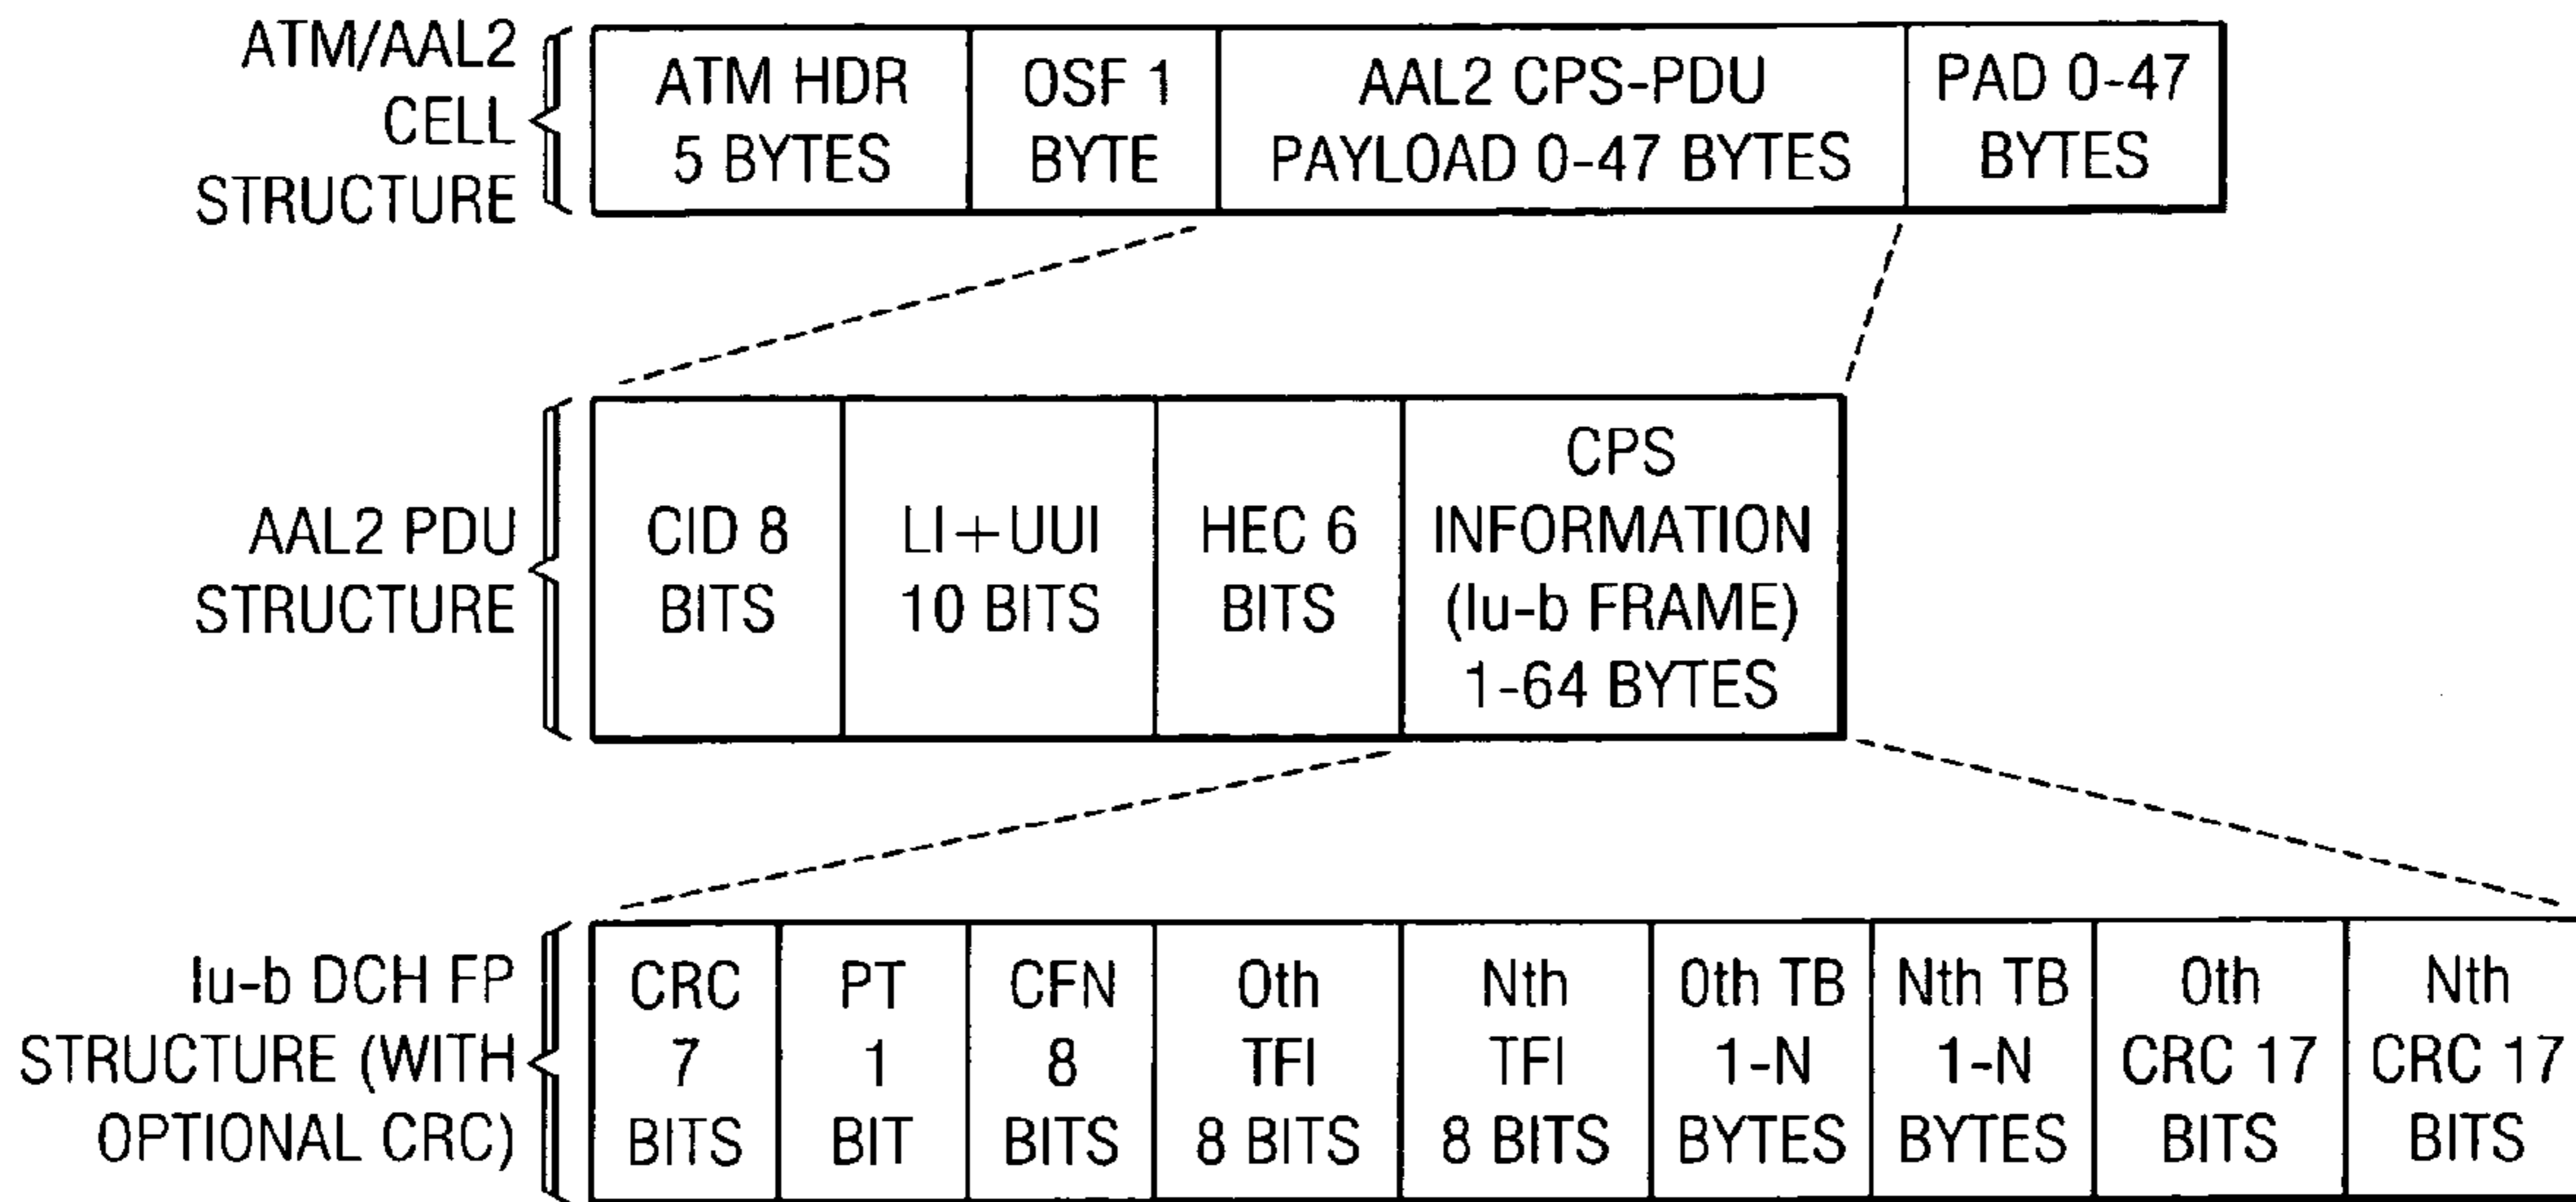 ATM/AAL2
CELL
STRUCTURE
ATM HDR
5 BYTES
OSF 1
BYTE
AAL2 CPS-PDU
PAYLOAD 0-47 BYTES
PAD 0-47
BYTES
AAL2 PDU
STRUCTURE
CID 8
BITS
LI+UUI
10 BITS
HEC 6
BITS
CPS
INFORMATION
(Iu-b FRAME)
1-64 BYTES
Iu-b DCH FP
STRUCTURE (WITH
OPTIONAL CRC)
CRC
7
BITS
PT
1
BIT
CFN
8
BITS
0th
TFI
8 BITS
Nth
TFI
8 BITS
0th TB
1-N
BYTES
Nth TB
1-N
BYTES
0th
CRC 17
BITS
Nth
CRC 17
BITS